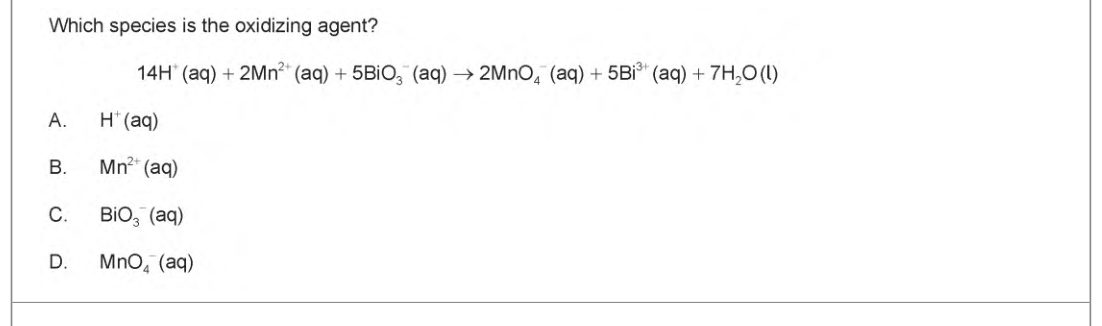 Which species is the oxidizing agent?
14H⁺ (aq) + 2Mn²⁺ (aq) + 5BiO₃⁻ (aq) → 2MnO₄⁻ (aq) + 5Bi³⁺ (aq) + 7H₂O(l)
A. H⁺ (aq)
B. Mn²⁺ (aq)
C. BiO₃⁻ (aq)
D. MnO₄⁻ (aq)